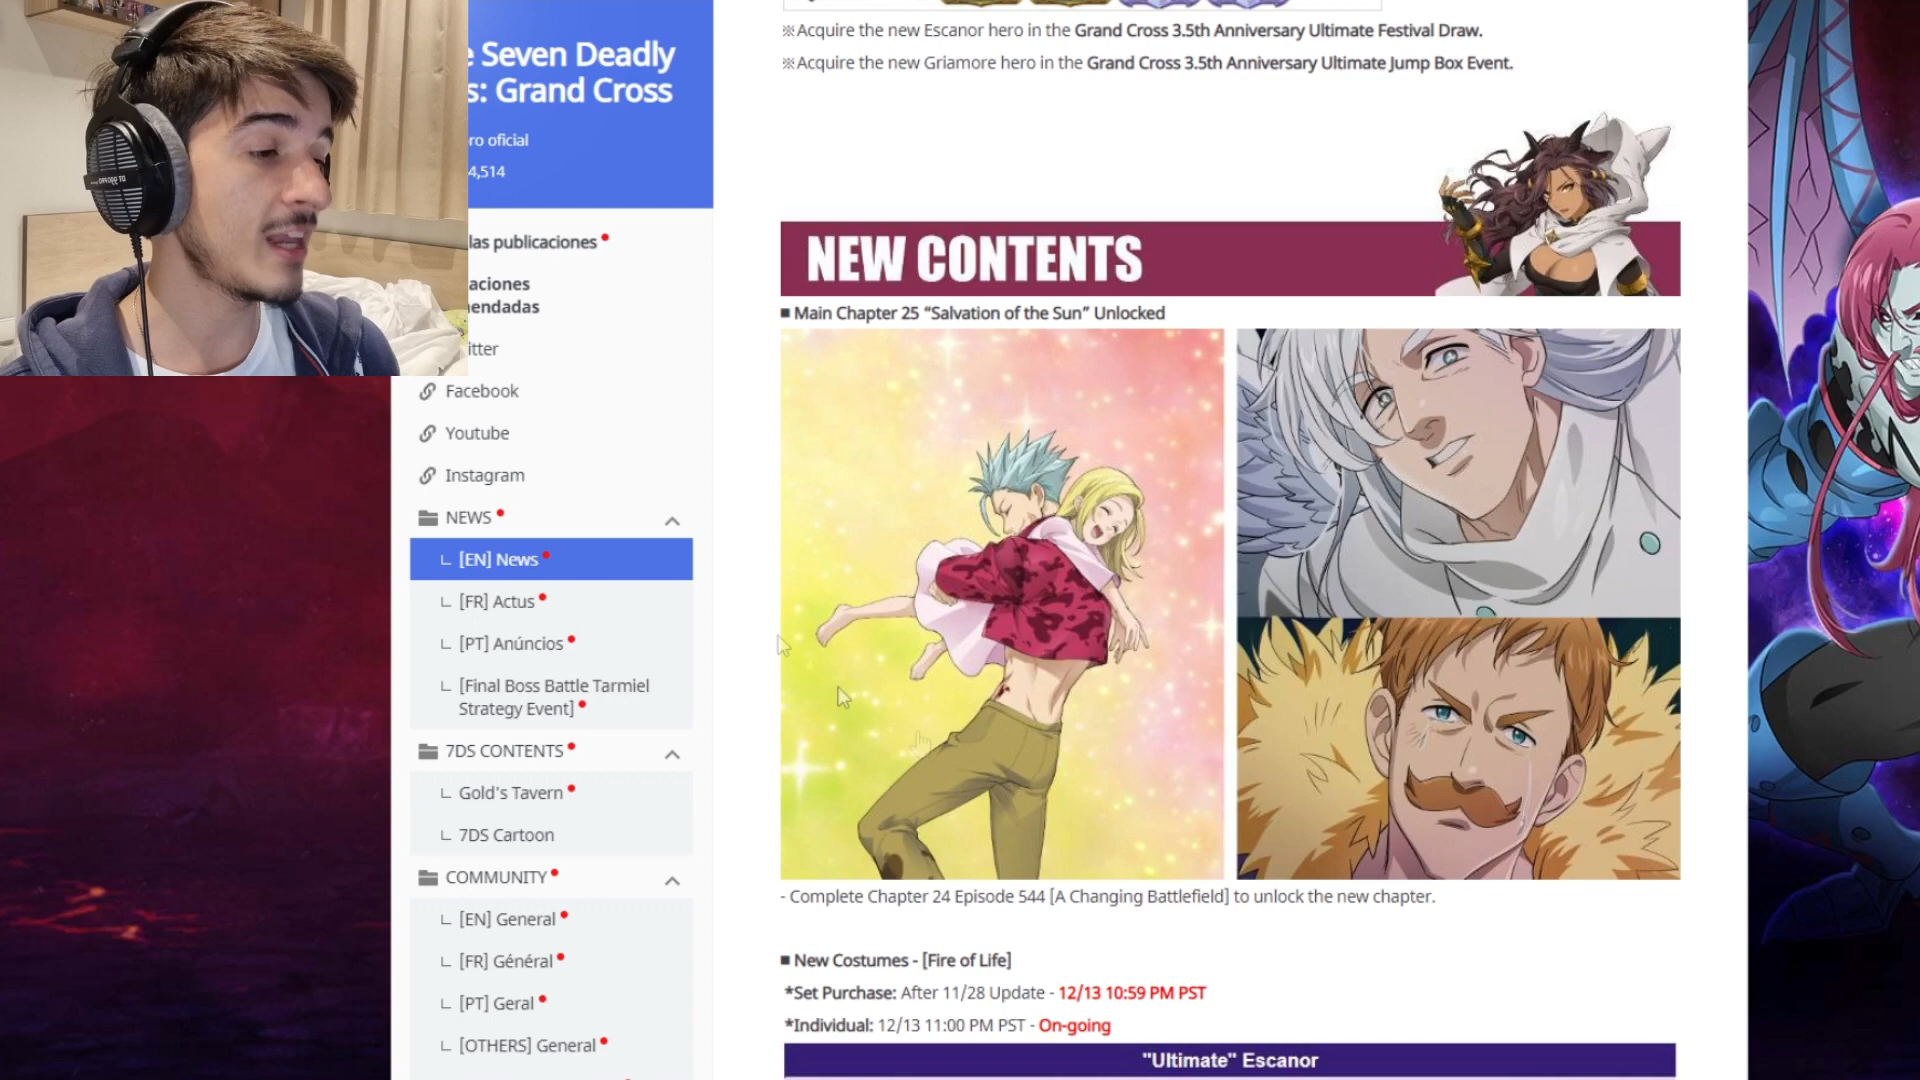 ※Acquire the new Escanor hero in the Grand Cross 3.5th Anniversary Ultimate Festival Draw.
※Acquire the new Griamore hero in the Grand Cross 3.5th Anniversary Ultimate Jump Box Event.
Seven Deadly
s: Grand Cross
ro oficial
4,514
las publicaciones
aciones
endadas
itter
Facebook
Youtube
Instagram
NEWS
[EN] News
[FR] Actus
[PT] Anúncios
[Final Boss Battle Tarmiel
Strategy Event]
7DS CONTENTS
Gold's Tavern
7DS Cartoon
COMMUNITY
[EN] General
[FR] Général
[PT] Geral
[OTHERS] General
NEW CONTENTS
■ Main Chapter 25 “Salvation of the Sun” Unlocked
- Complete Chapter 24 Episode 544 [A Changing Battlefield] to unlock the new chapter.
■ New Costumes - [Fire of Life]
*Set Purchase: After 11/28 Update - 12/13 10:59 PM PST
*Individual: 12/13 11:00 PM PST - On-going
"Ultimate" Escanor